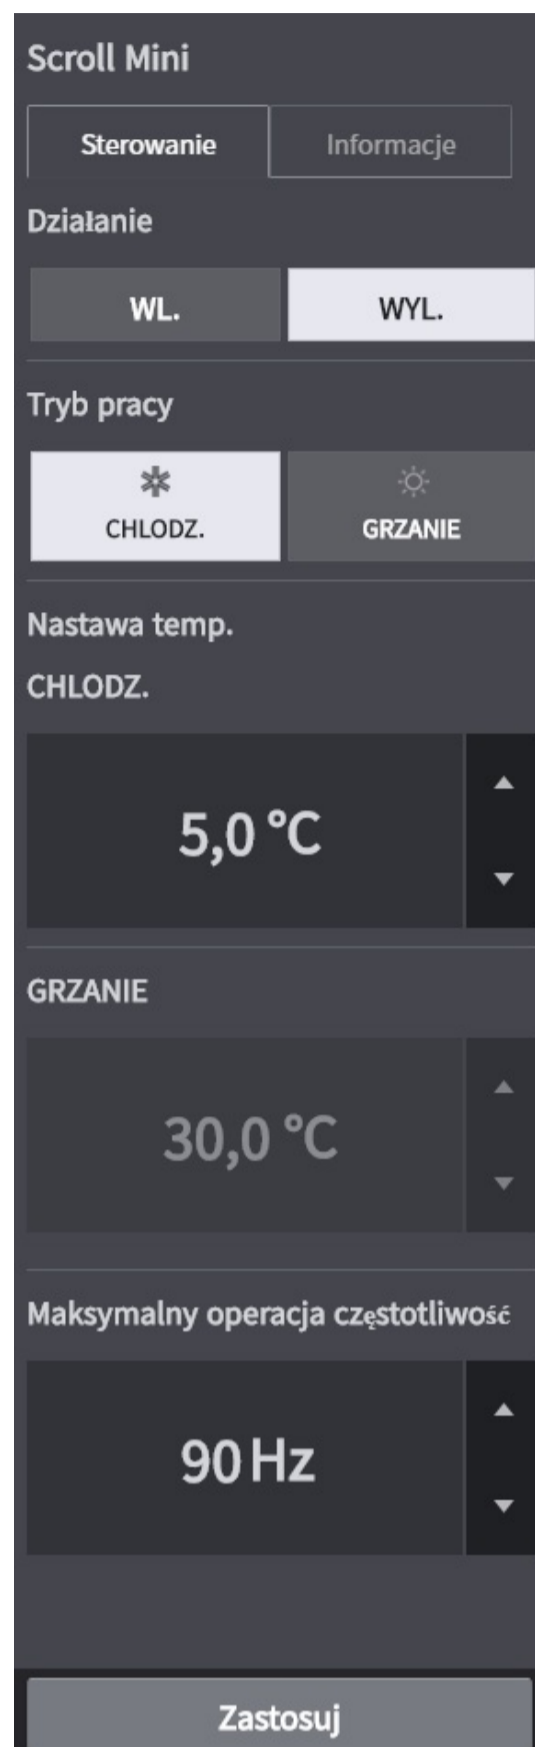 Scroll Mini
Sterowanie
Informacje
Działanie
WL.
WYL.
Tryb pracy
CHLODZ.
GRZANIE
Nastawa temp.
CHLODZ.
5,0 °C
GRZANIE
30,0 °C
Maksymalny operacja częstotliwość
90 Hz
Zastosuj